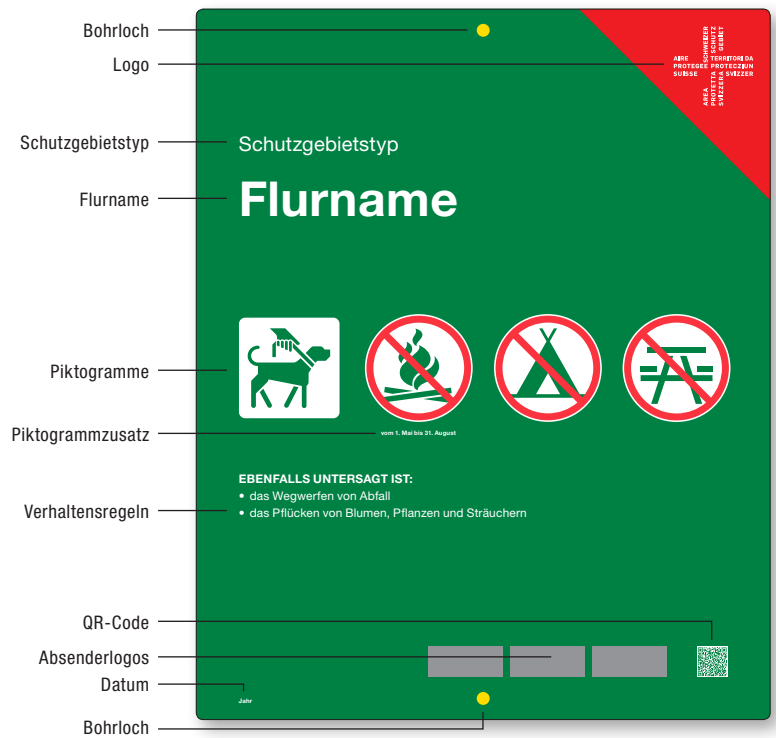 Bohrloch
Logo
AIRE
PROTEGEE
SUISSE
SCHWEIZER
SCHUTZ
GEBIET
TERRITORI DA
PROTECZIUN
SVIZZER
AREA
PROTETTA
SVIZZERA
Schutzgebietstyp
Schutzgebietstyp
Flurname
Flurname
Piktogramme
Piktogrammzusatz
vom 1. Mai bis 31. August
EBENFALLS UNTERSAGT IST:
• das Wegwerfen von Abfall
• das Pflücken von Blumen, Pflanzen und Sträuchern
Verhaltensregeln
QR-Code
Absenderlogos
Datum
Jahr
Bohrloch